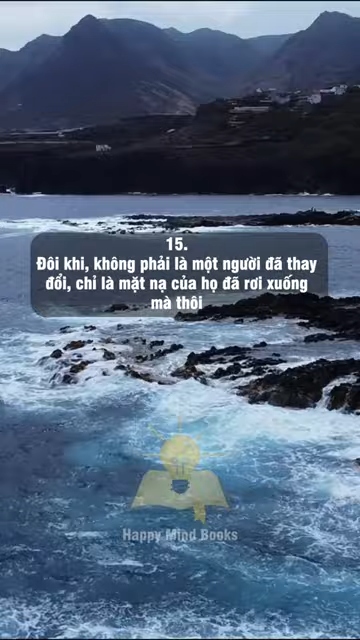 15.
Đôi khi, không phải là một người đã thay
đổi, chỉ là mặt nạ của họ đã rơi xuống
mà thôi
Happy Mind Books